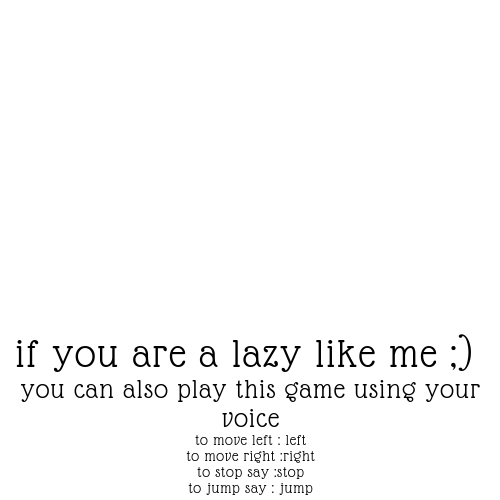 if you are a lazy like me ;)
you can also play this game using your
voice
to move left : left
to move right :right
to stop say :stop
to jump say : jump